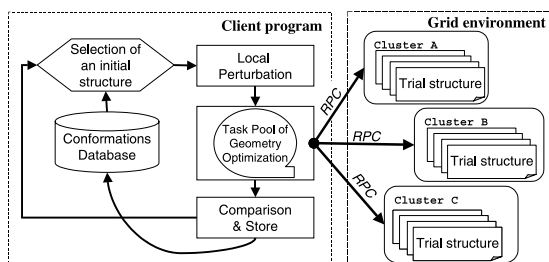 Client program
Selection of
an initial
structure
Local
Perturbation
Conformations
Database
Task Pool of
Geometry
Optimization
Comparison
& Store
Grid environment
RPC
Cluster A
Trial structure
RPC
Cluster B
Trial structure
RPC
Cluster C
Trial structure